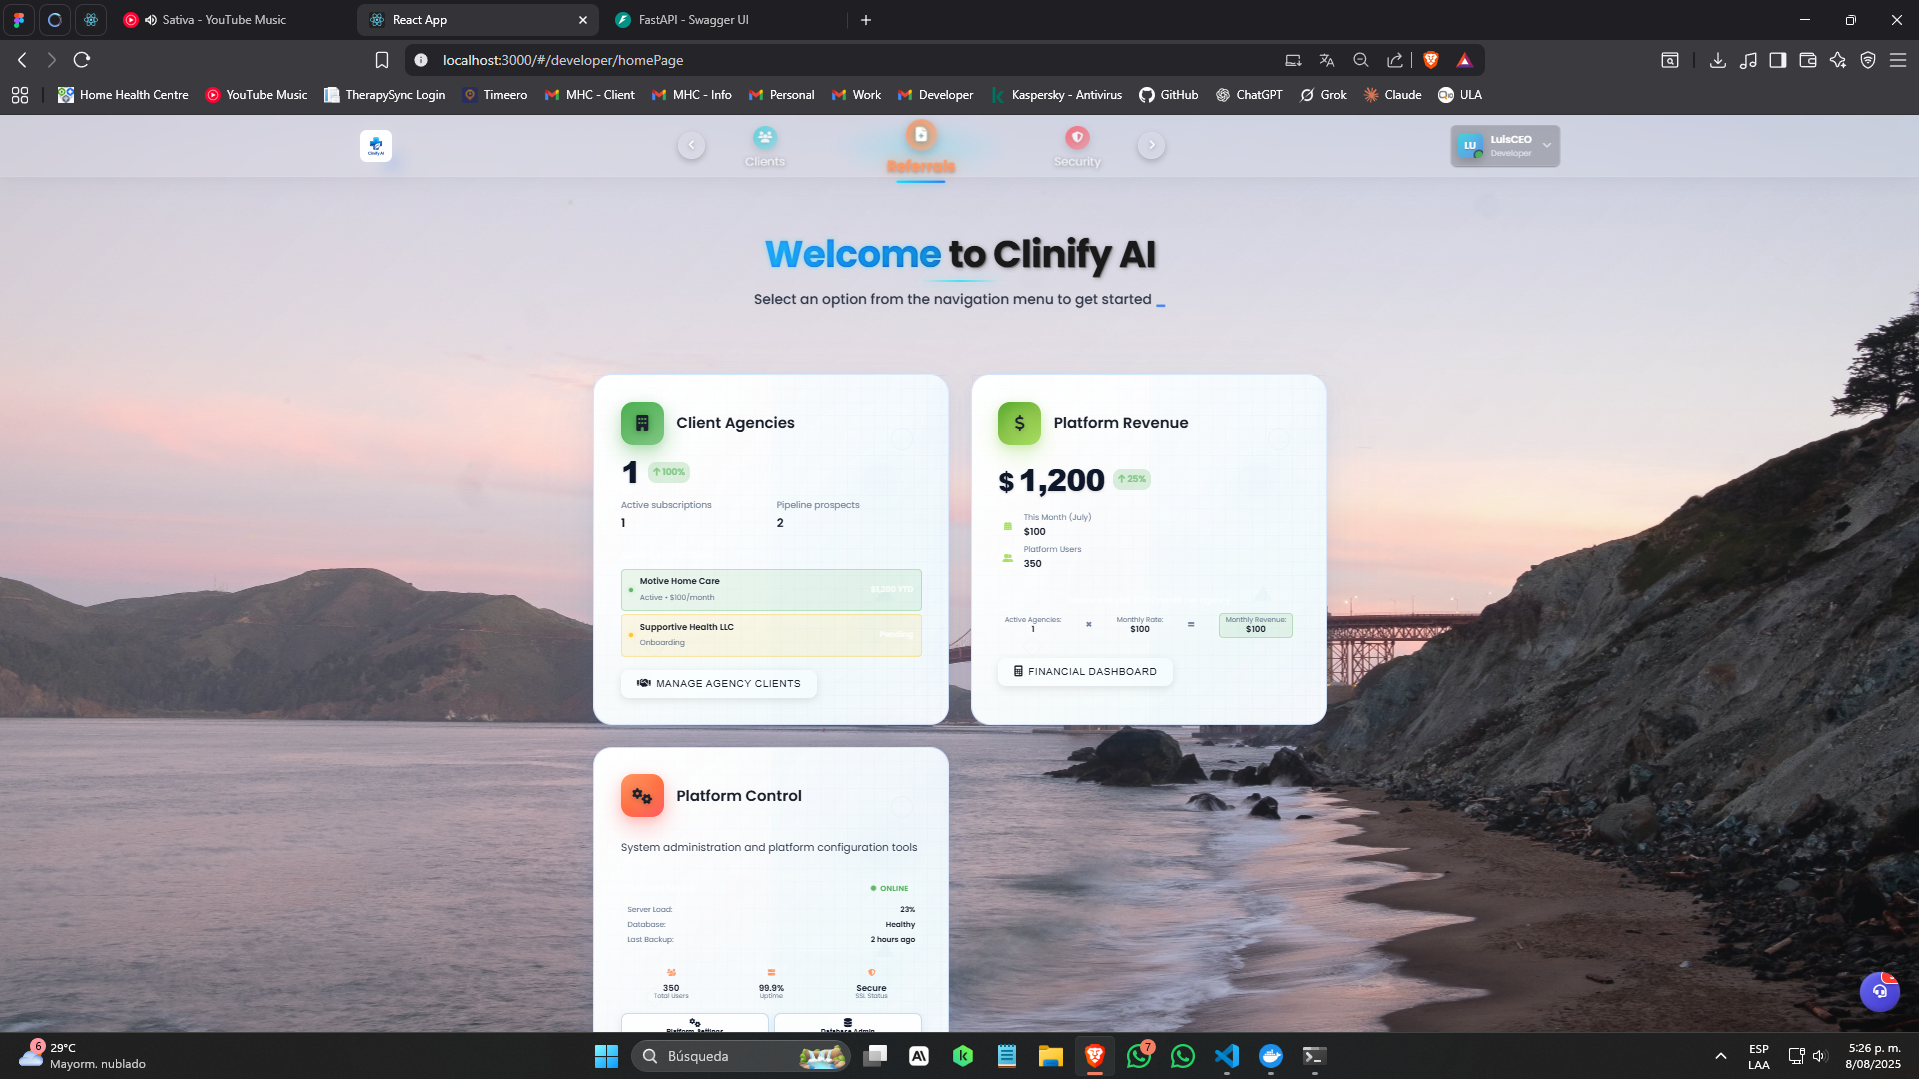 Sativa - YouTube Music
React App
FastAPI - Swagger UI
localhost:3000/#/developer/homePage
Home Health Centre
YouTube Music
TherapySync Login
Timeero
MHC - Client
MHC - Info
Personal
Work
Developer
Kaspersky - Antivirus
GitHub
ChatGPT
Grok
Claude
ULA
Clinify AI
Clients
Referrals
Security
LU
LuisCEO
Developer
Welcome to Clinify AI
Select an option from the navigation menu to get started _
Client Agencies
1
100%
Active subscriptions
1
Pipeline prospects
2
Motive Home Care
Active • $100/month
$1,200 YTD
Supportive Health LLC
Onboarding
Pending
MANAGE AGENCY CLIENTS
Platform Revenue
$ 1,200
25%
This Month (July)
$100
Platform Users
350
Active Agencies:
1
×
Monthly Rate:
$100
=
Monthly Revenue:
$100
FINANCIAL DASHBOARD
Platform Control
System administration and platform configuration tools
ONLINE
Server Load:
23%
Database:
Healthy
Last Backup:
2 hours ago
350
Total Users
99.9%
Uptime
Secure
SSL Status
Platform Settings
Database Admin
6
29°C
Mayorm. nublado
Búsqueda
7
ESP
LAA
5:26 p. m.
8/08/2025